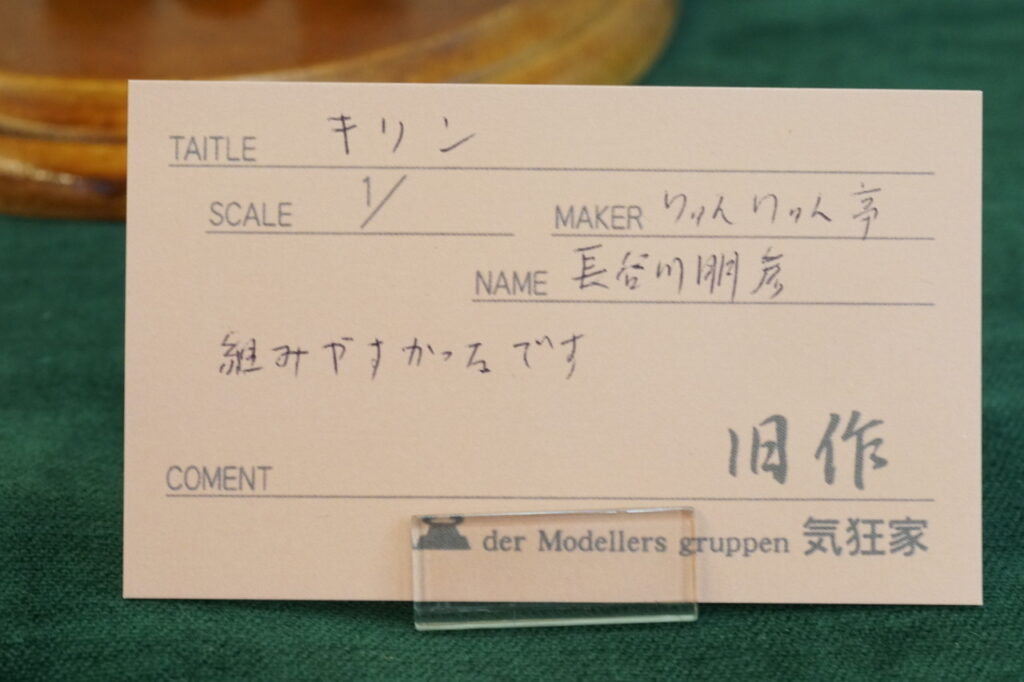 TAITLE キリン
SCALE 1/
MAKER りゅんりゅん亭
NAME 長谷川朋彦
組みやすかったです
COMENT
旧作
der Modellers gruppen 気狂家